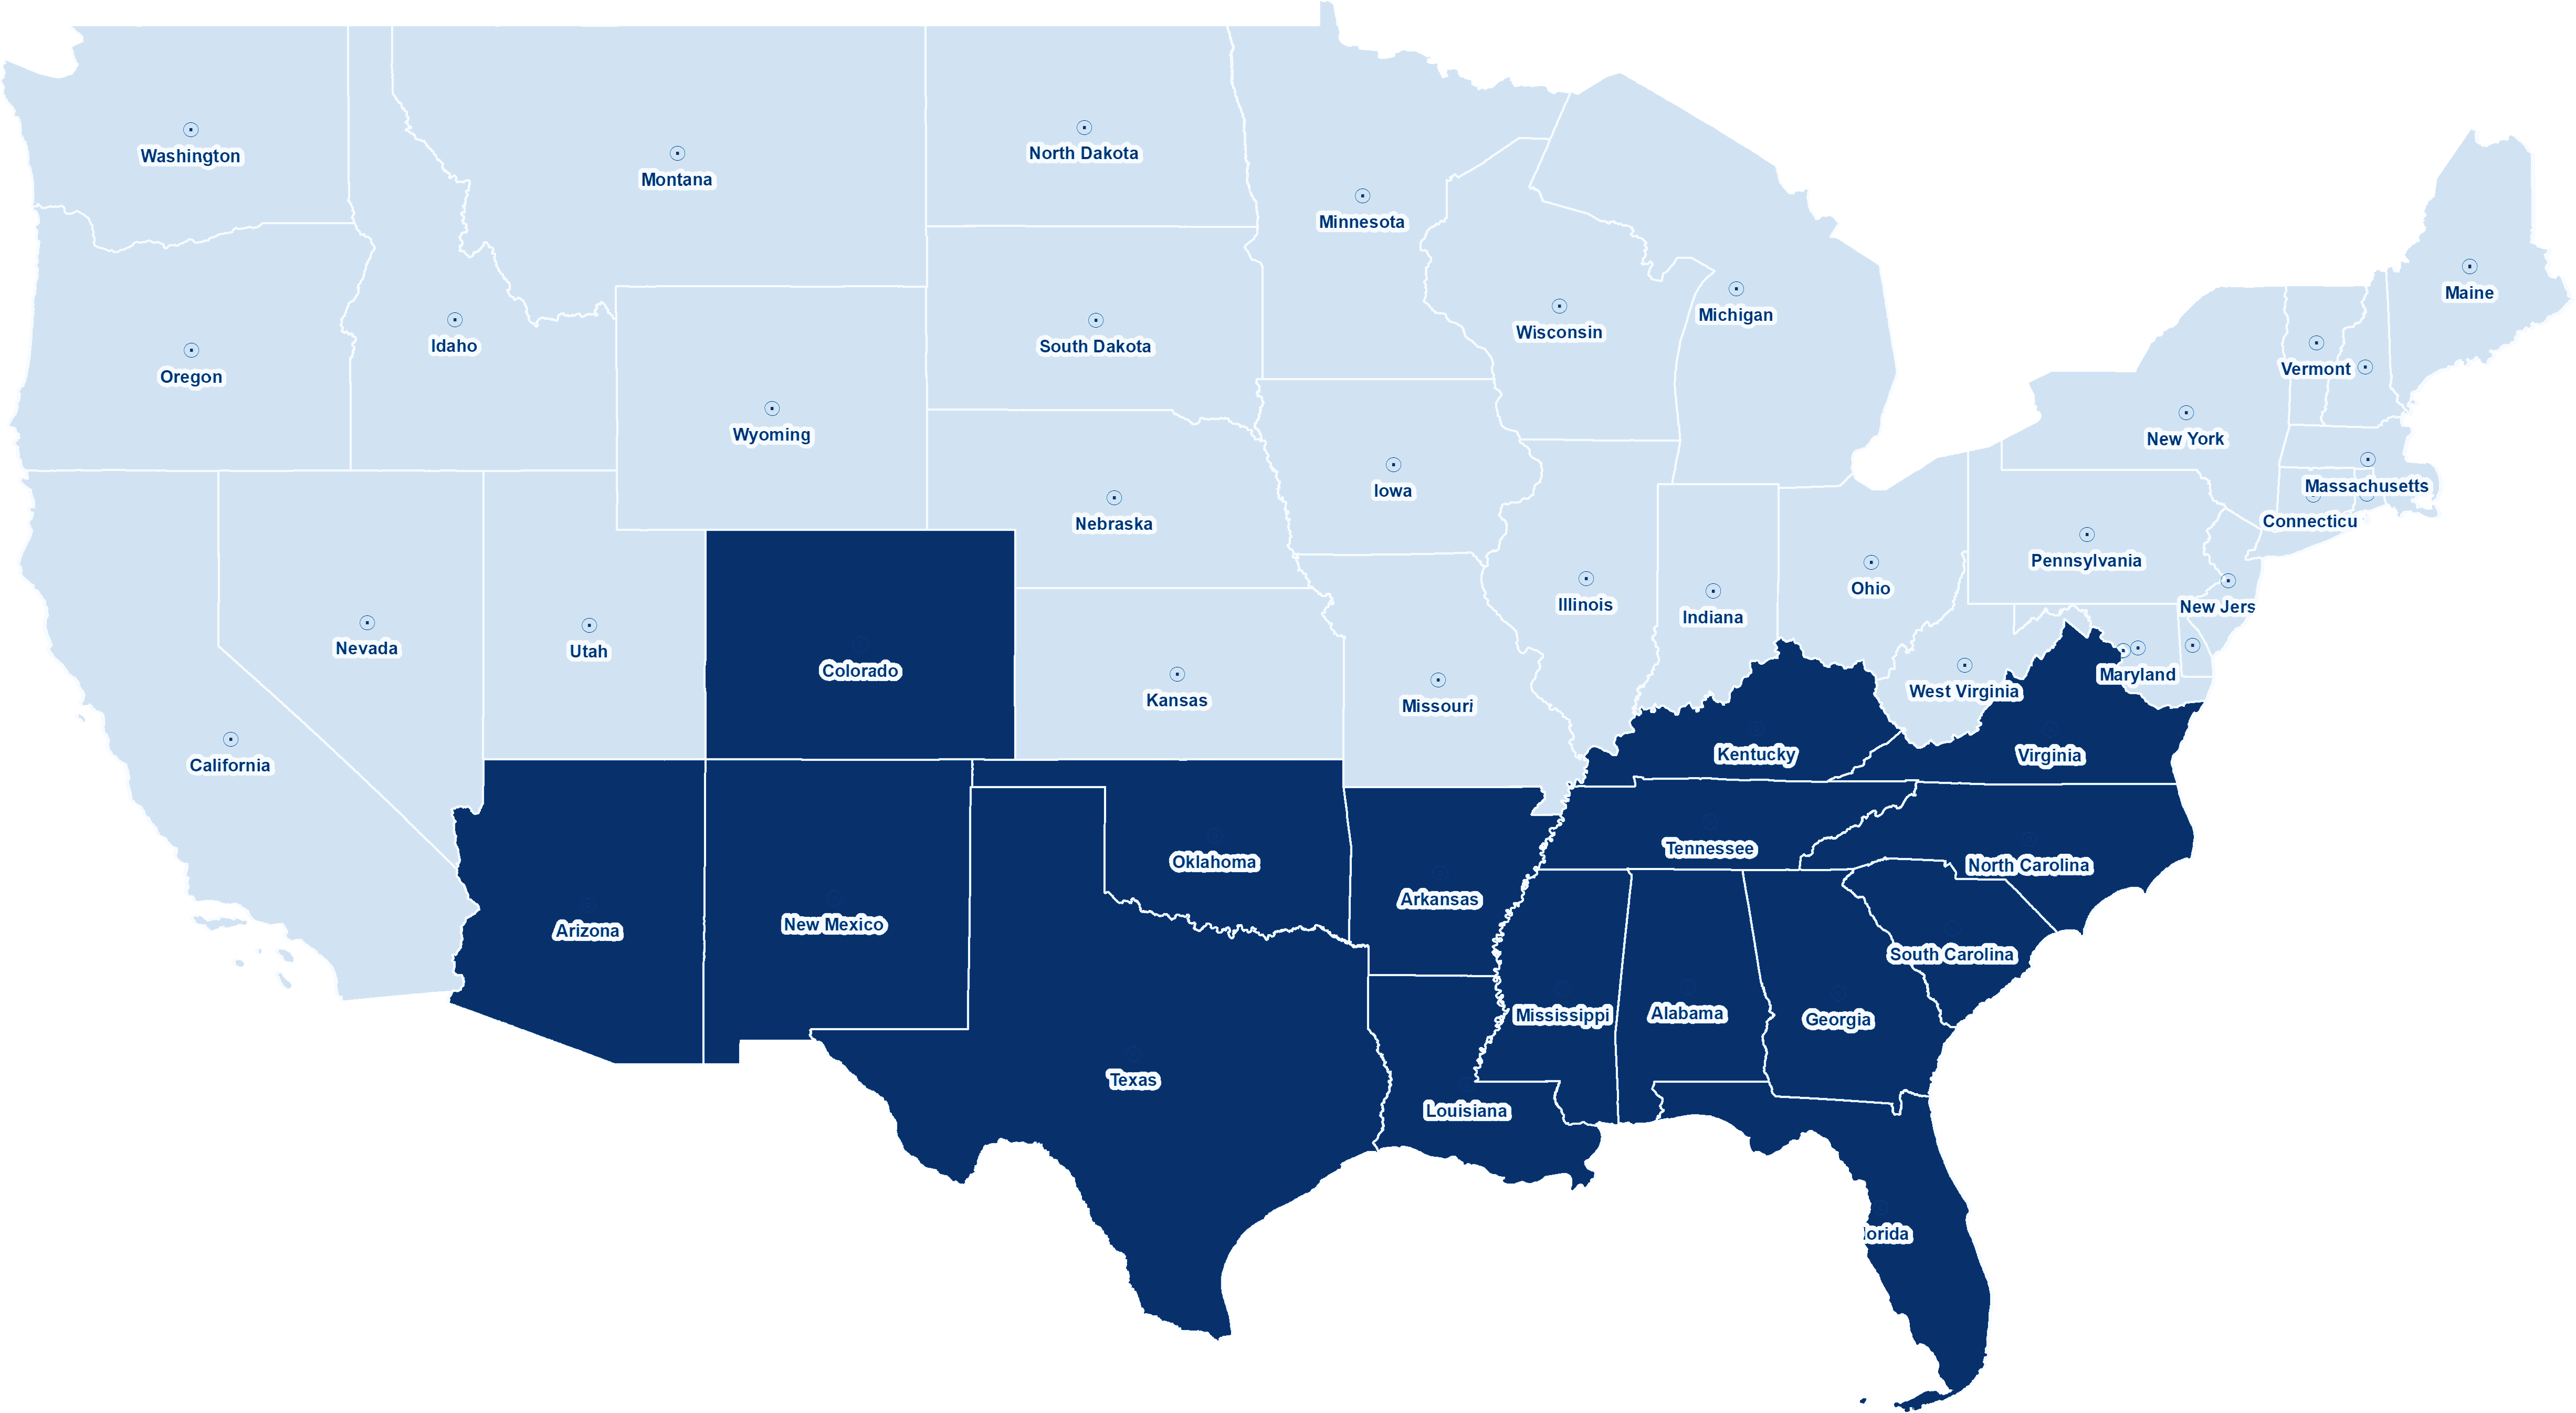 Washington
North Dakota
Montana
Minnesota
Maine
Idaho
South Dakota
Wisconsin
Michigan
Oregon
Vermont
Wyoming
New York
Iowa
Massachusetts
Nebraska
Connecticu
Pennsylvania
Ohio
Illinois
New Jers
Indiana
Nevada
Utah
Colorado
Maryland
West Virginia
Kansas
Missouri
Kentucky
Virginia
California
Tennessee
Oklahoma
North Carolina
Arkansas
New Mexico
Arizona
South Carolina
Mississippi
Alabama
Georgia
Texas
Louisiana
lorida